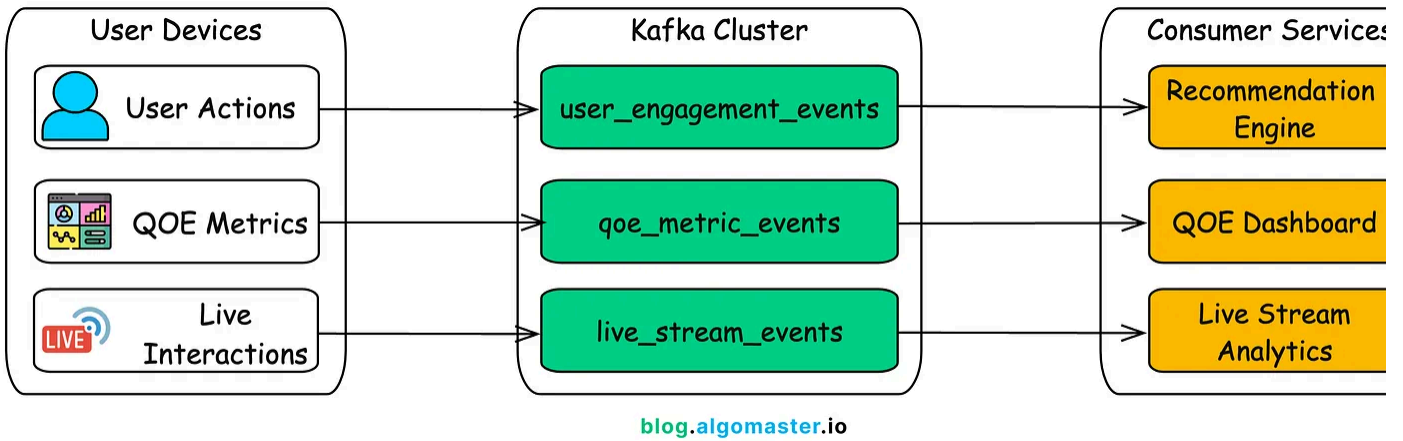 User Devices
User Actions
QOE Metrics
LIVE
Live
Interactions
Kafka Cluster
user_engagement_events
qoe_metric_events
live_stream_events
Consumer Services
Recommendation
Engine
QOE Dashboard
Live Stream
Analytics
blog.algomaster.io